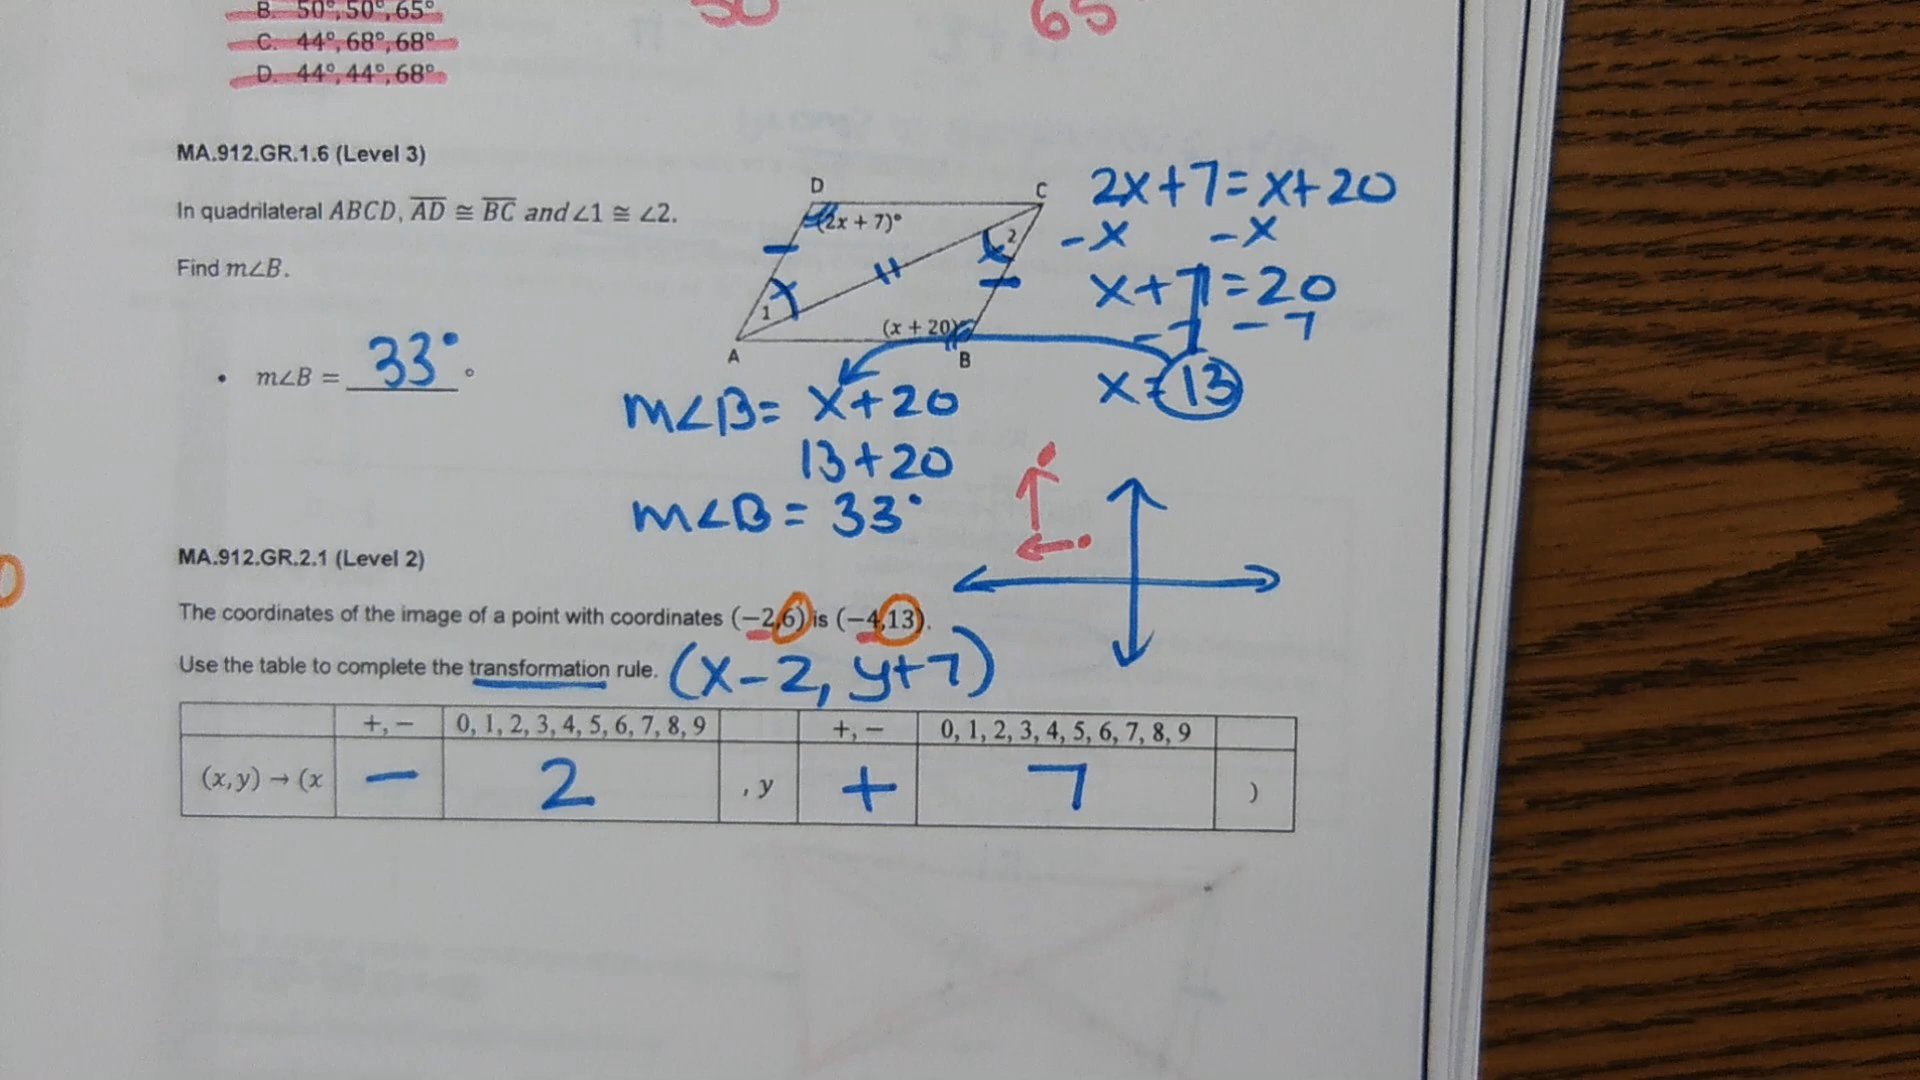 B. 50°, 50°, 65°
50
65
C. 44°, 68°, 68°
D. 44°, 44°, 68°
MA.912.GR.1.6 (Level 3)
In quadrilateral ABCD, AD ≅ BC and ∠1 ≅ ∠2.
Find m∠B.
m∠B = 33° °
D
C
(2x + 7)°
2
1
(x + 20)
A
B
2x+7=x+20
-x -x
x+7=20
-7 -7
x=13
m∠B= x+20
13+20
m∠B= 33°
MA.912.GR.2.1 (Level 2)
The coordinates of the image of a point with coordinates (−2,6) is (−4,13).
Use the table to complete the transformation rule. (x-2, y+7)
+, − 0, 1, 2, 3, 4, 5, 6, 7, 8, 9 +, − 0, 1, 2, 3, 4, 5, 6, 7, 8, 9
(x, y) → (x − 2 , y + 7 )